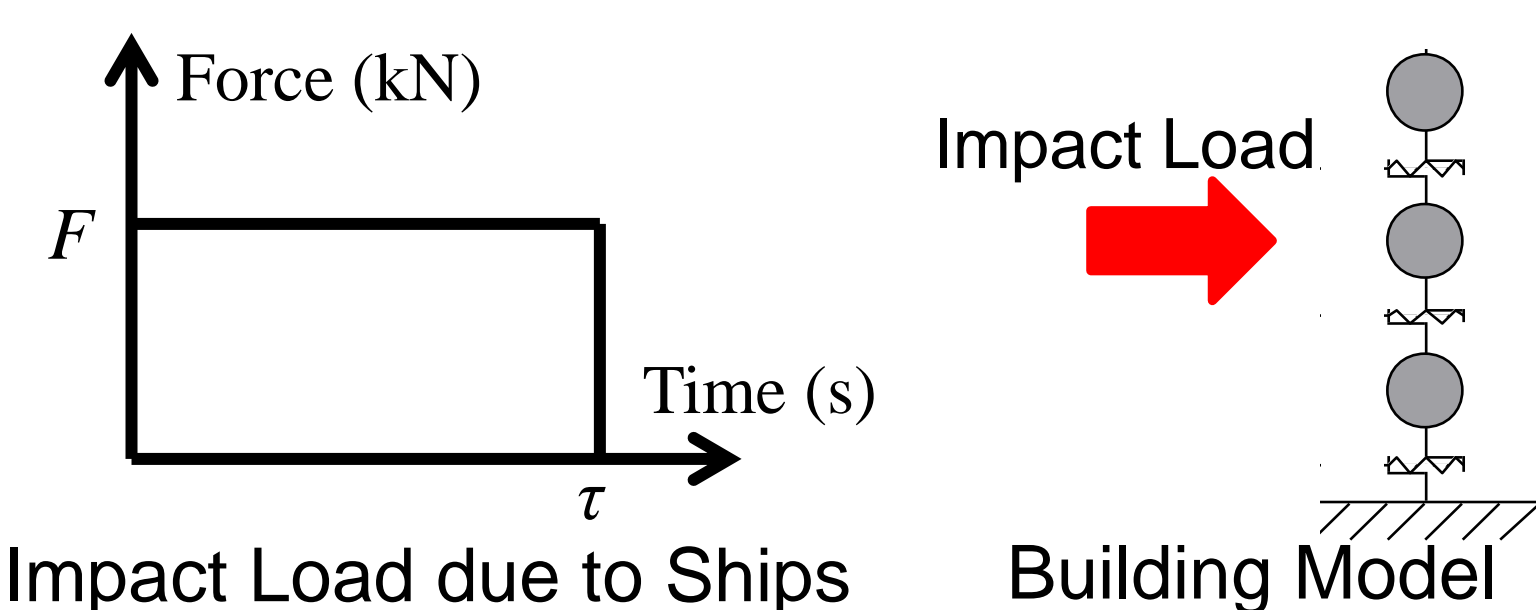 Force (kN)
F
Time (s)
τ
Impact Load due to Ships
Impact Load
Building Model